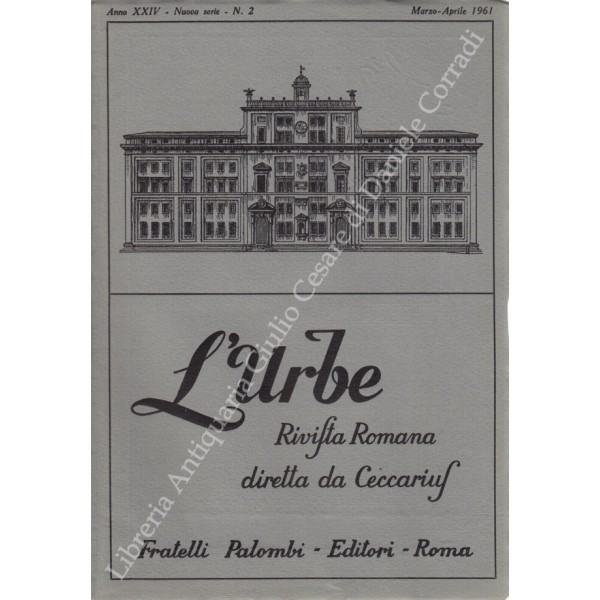 Anno XXIV - Nuova serie - N. 2
Marzo-Aprile 1961
L'Urbe
Rivista Romana
diretta da Ceccarius
Fratelli Palombi - Editori - Roma
Libreria Antiquaria Giulio Cesare di Daniele Corradi